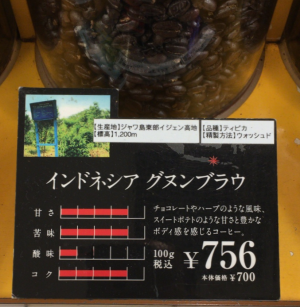 【生産地】ジャワ島東部イジェン高地
【標高】1,200m
【品種】ティピカ
【精製方法】ウォッシュド
インドネシア グヌンブラウ
甘さ
苦味
酸味
コク
チョコレートやハーブのような風味、
スイートポテトのような甘さと豊かな
ボディ感を感じるコーヒー。
100g
税込
¥756
本体価格 ¥700